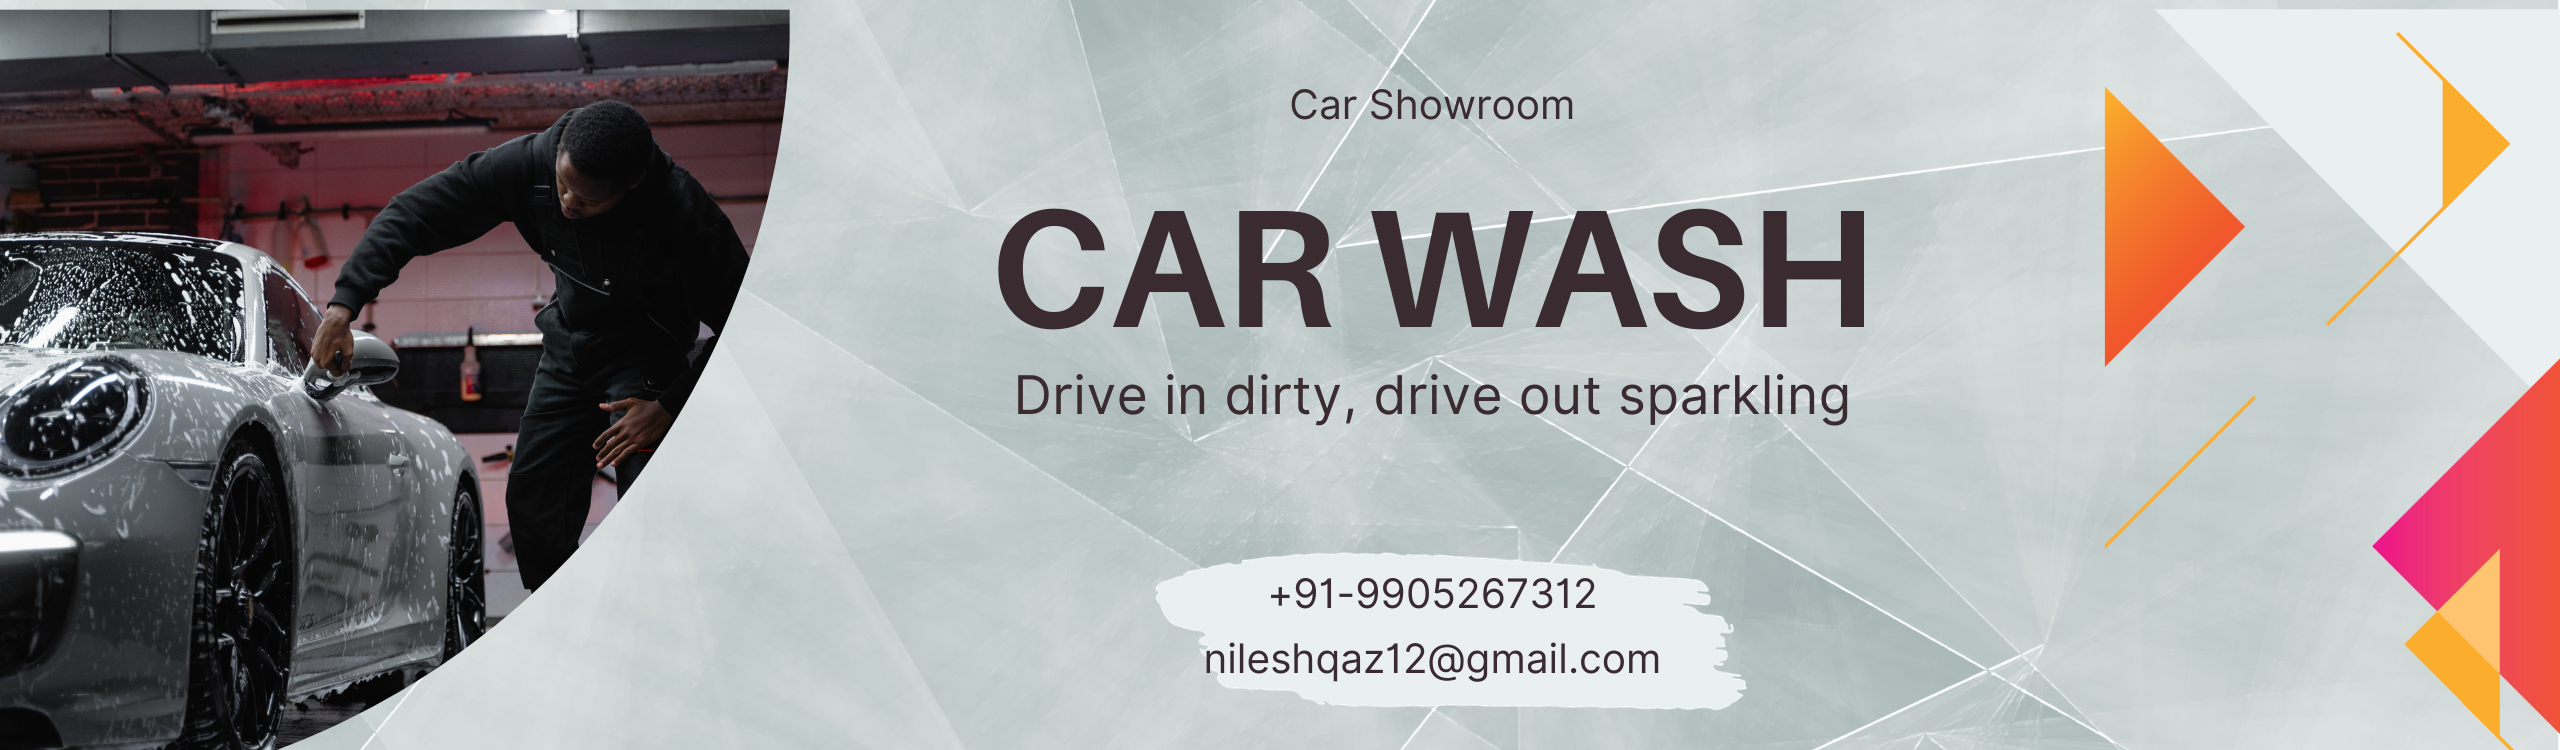 Car Showroom
CAR WASH
Drive in dirty, drive out sparkling
+91-9905267312
nileshqaz12@gmail.com